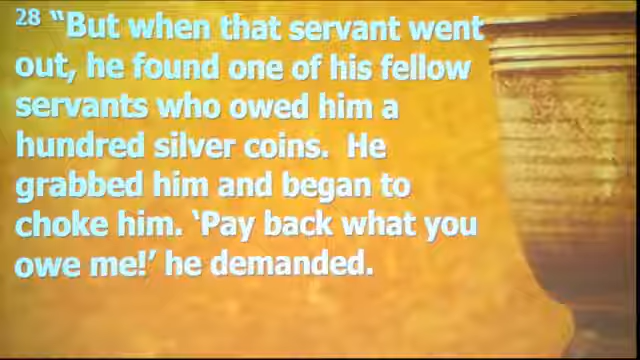 28 "But when that servant went
out, he found one of his fellow
servants who owed him a
hundred silver coins.  He
grabbed him and began to
choke him. ‘Pay back what you
owe me!’ he demanded.